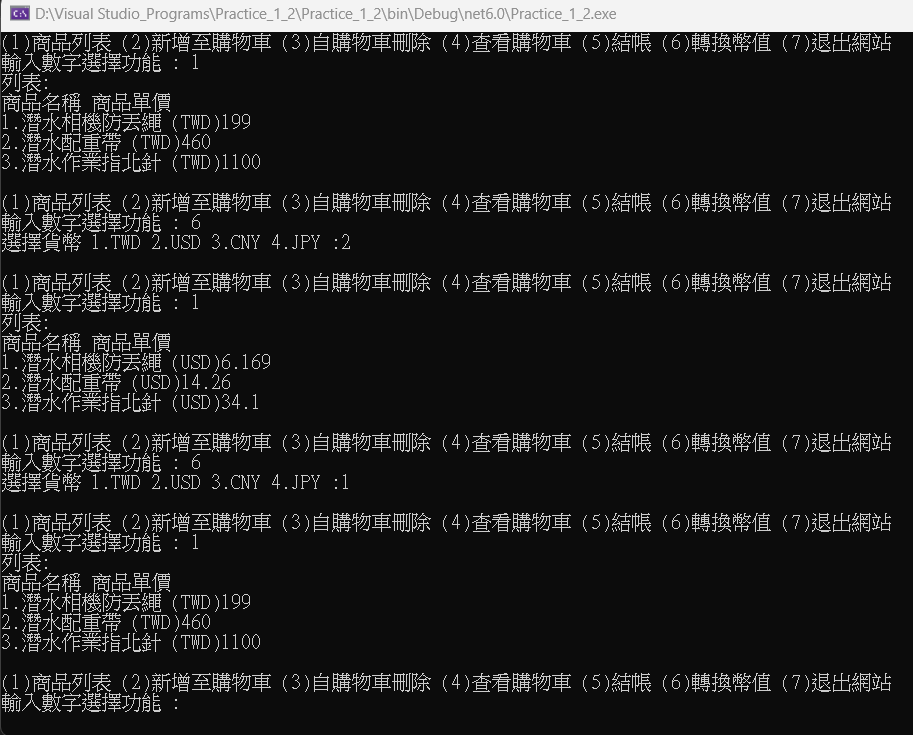 D:\Visual Studio_Programs\Practice_1_2\Practice_1_2\bin\Debug\net6.0\Practice_1_2.exe
(1)商品列表 (2)新增至購物車 (3)自購物車刪除 (4)查看購物車 (5)結帳 (6)轉換幣值 (7)退出網站
輸入數字選擇功能 : 1
列表:
商品名稱 商品單價
1.潛水相機防丟繩 (TWD)199
2.潛水配重帶 (TWD)460
3.潛水作業指北針 (TWD)1100
(1)商品列表 (2)新增至購物車 (3)自購物車刪除 (4)查看購物車 (5)結帳 (6)轉換幣值 (7)退出網站
輸入數字選擇功能 : 6
選擇貨幣 1.TWD 2.USD 3.CNY 4.JPY :2
(1)商品列表 (2)新增至購物車 (3)自購物車刪除 (4)查看購物車 (5)結帳 (6)轉換幣值 (7)退出網站
輸入數字選擇功能 : 1
列表:
商品名稱 商品單價
1.潛水相機防丟繩 (USD)6.169
2.潛水配重帶 (USD)14.26
3.潛水作業指北針 (USD)34.1
(1)商品列表 (2)新增至購物車 (3)自購物車刪除 (4)查看購物車 (5)結帳 (6)轉換幣值 (7)退出網站
輸入數字選擇功能 : 6
選擇貨幣 1.TWD 2.USD 3.CNY 4.JPY :1
(1)商品列表 (2)新增至購物車 (3)自購物車刪除 (4)查看購物車 (5)結帳 (6)轉換幣值 (7)退出網站
輸入數字選擇功能 : 1
列表:
商品名稱 商品單價
1.潛水相機防丟繩 (TWD)199
2.潛水配重帶 (TWD)460
3.潛水作業指北針 (TWD)1100
(1)商品列表 (2)新增至購物車 (3)自購物車刪除 (4)查看購物車 (5)結帳 (6)轉換幣值 (7)退出網站
輸入數字選擇功能 :